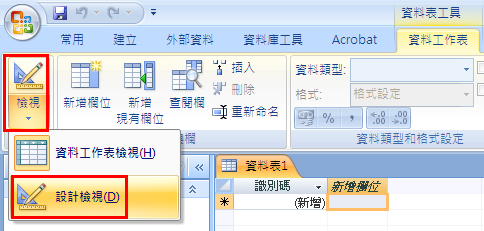 資料表工具
常用 建立 外部資料 資料庫工具 Acrobat 資料工作表
檢視
新增欄位
新增
現有欄位
查閱欄
插入
刪除
重新命名
資料類型:
格式: 格式設定
$ % , .00 .00
資料類型和格式設定
資料工作表檢視(H)
設計檢視(D)
資料表1
識別碼 新增欄位
* (新增)